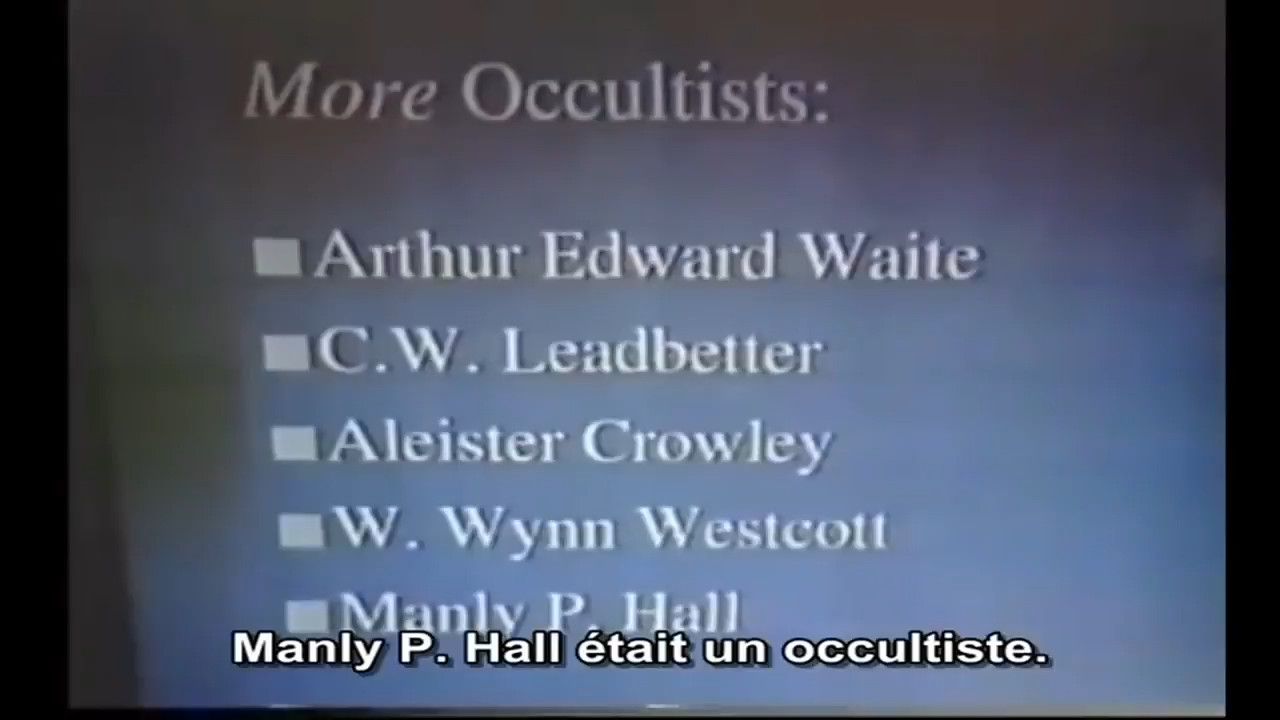 More Occultists:
Arthur Edward Waite
C.W. Leadbetter
Aleister Crowley
W. Wynn Westcott
Manly P. Hall
Manly P. Hall était un occultiste.